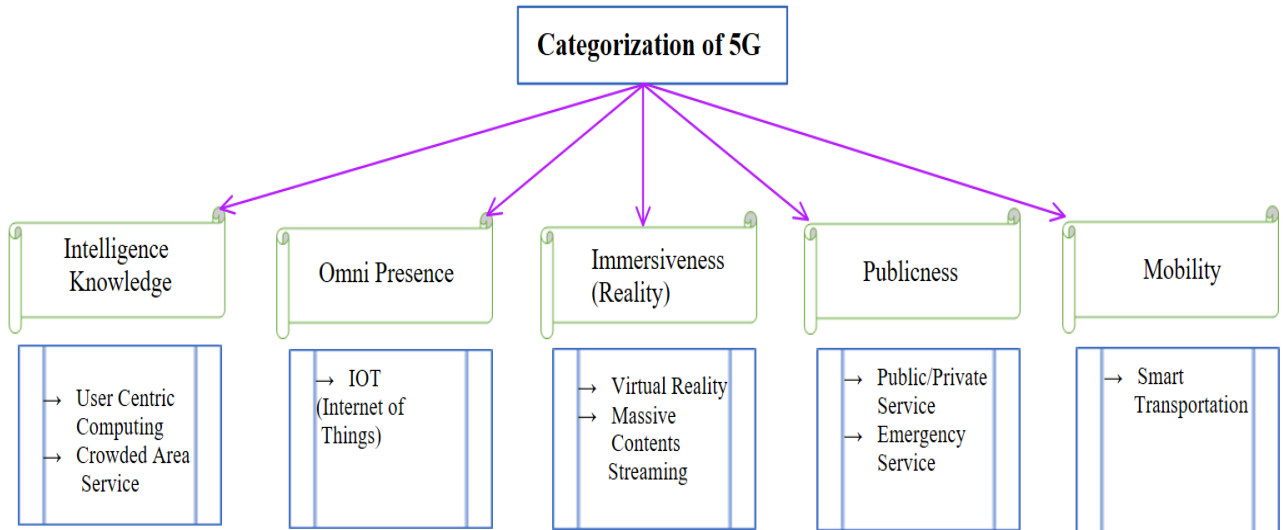 Categorization of 5G
Intelligence
Knowledge
Omni Presence
Immersiveness
(Reality)
Publicness
Mobility
→ User Centric
Computing
→ Crowded Area
Service
→ IOT
(Internet of
Things)
→ Virtual Reality
→ Massive
Contents
Streaming
→ Public/Private
Service
→ Emergency
Service
→ Smart
Transportation